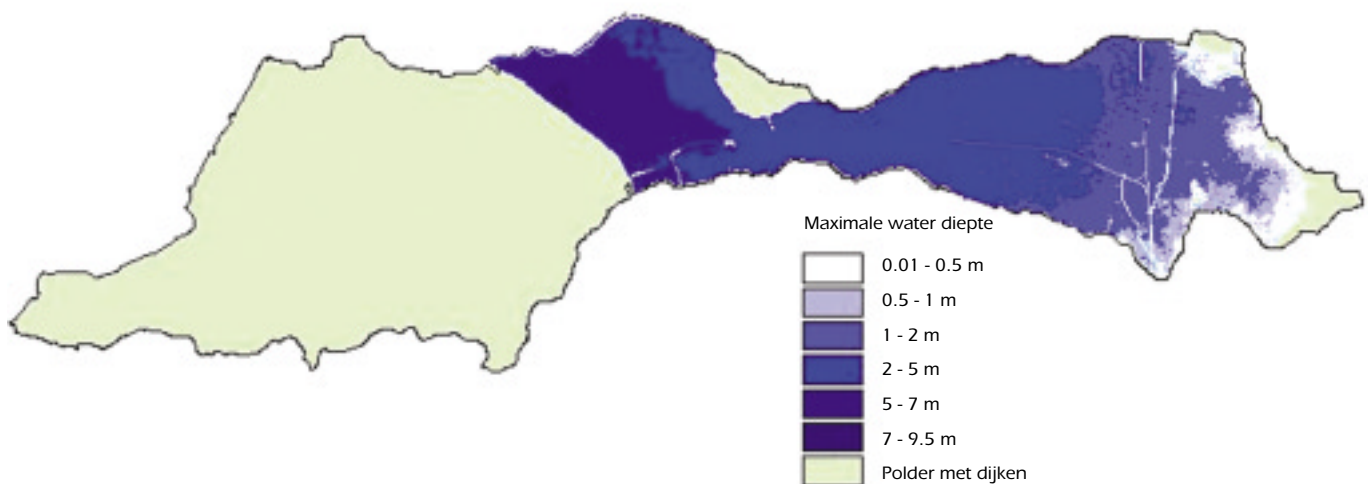 Maximale water diepte
0.01 - 0.5 m
0.5 - 1 m
1 - 2 m
2 - 5 m
5 - 7 m
7 - 9.5 m
Polder met dijken